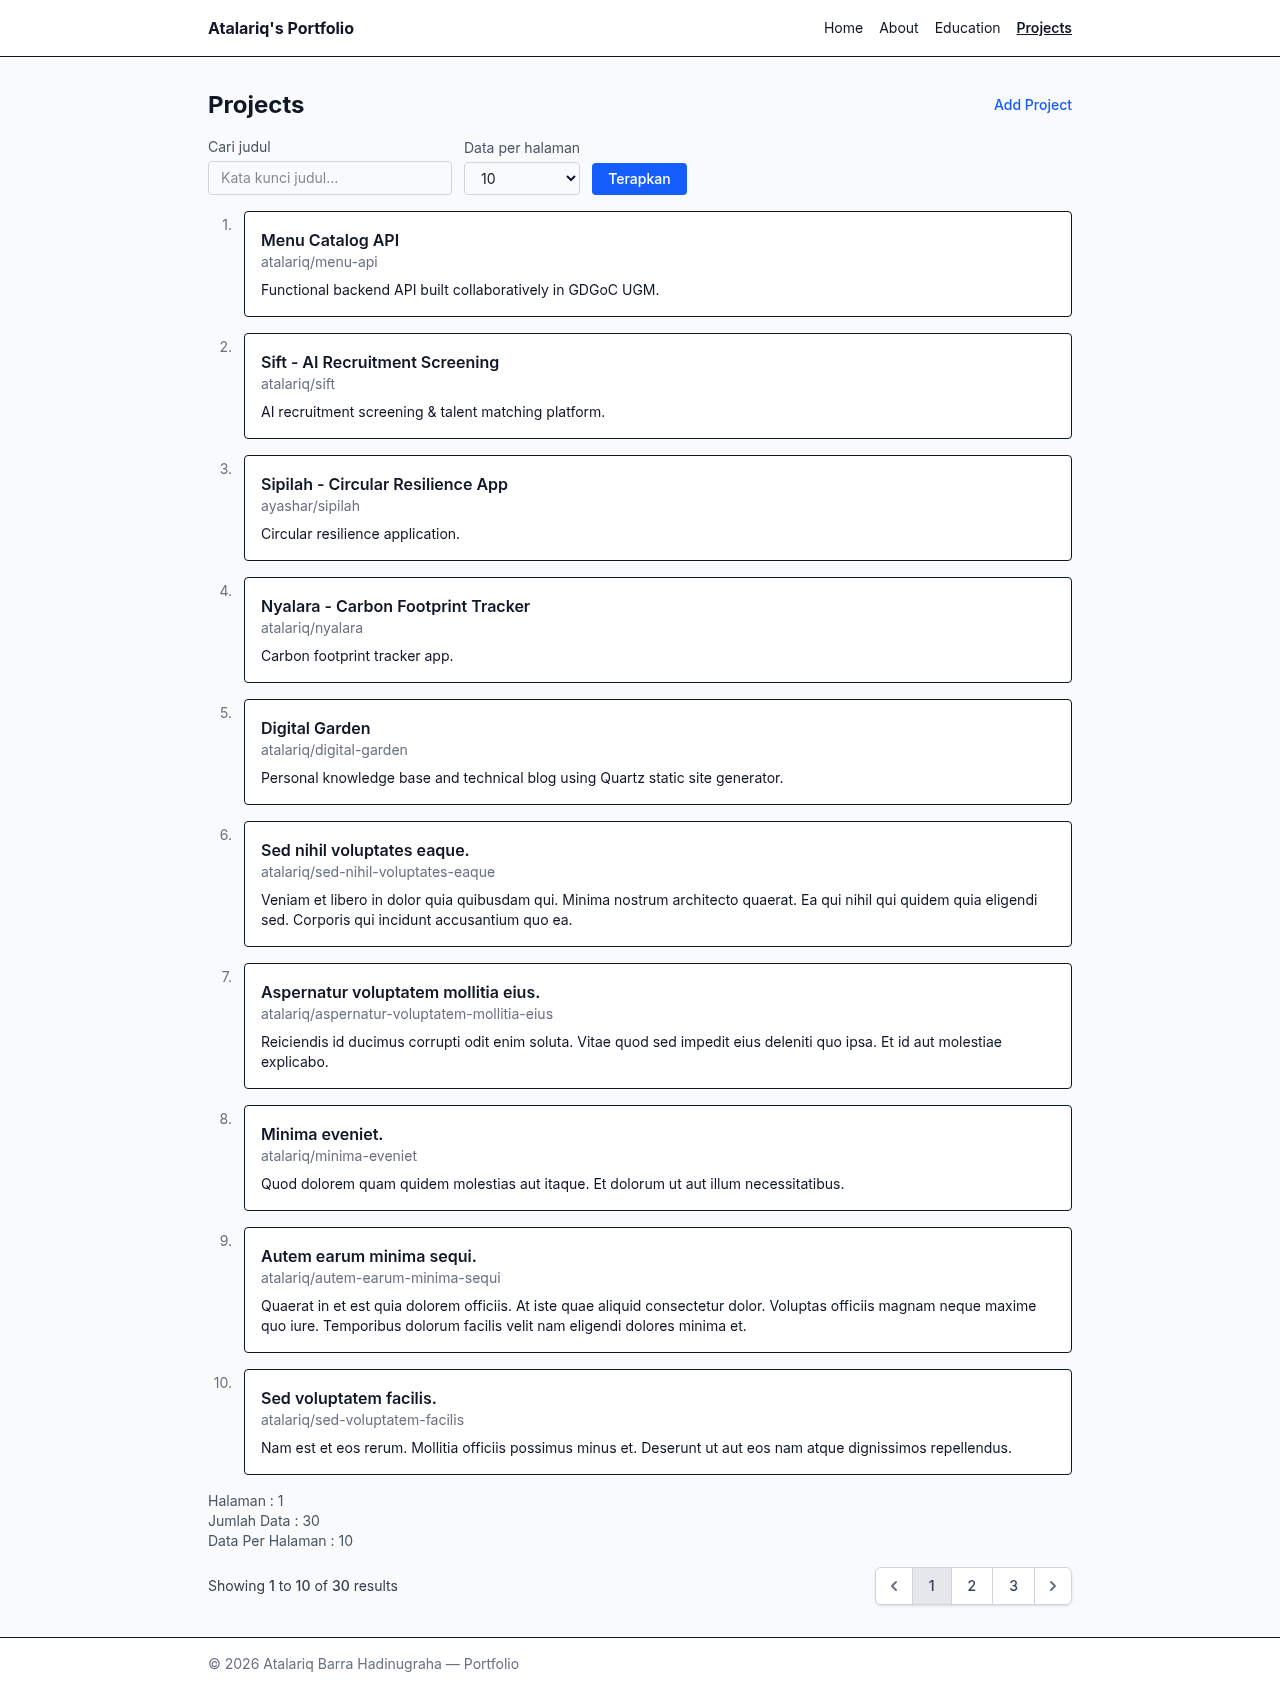 Atalariq's Portfolio
Home About Education Projects
Projects
Add Project
Cari judul
Data per halaman
Kata kunci judul...
10
Terapkan
1.
Menu Catalog API
atalariq/menu-api
Functional backend API built collaboratively in GDGoC UGM.
2.
Sift - AI Recruitment Screening
atalariq/sift
AI recruitment screening & talent matching platform.
3.
Sipilah - Circular Resilience App
ayashar/sipilah
Circular resilience application.
4.
Nyalara - Carbon Footprint Tracker
atalariq/nyalara
Carbon footprint tracker app.
5.
Digital Garden
atalariq/digital-garden
Personal knowledge base and technical blog using Quartz static site generator.
6.
Sed nihil voluptates eaque.
atalariq/sed-nihil-voluptates-eaque
Veniam et libero in dolor quia quibusdam qui. Minima nostrum architecto quaerat. Ea qui nihil qui quidem quia eligendi
sed. Corporis qui incidunt accusantium quo ea.
7.
Aspernatur voluptatem mollitia eius.
atalariq/aspernatur-voluptatem-mollitia-eius
Reiciendis id ducimus corrupti odit enim soluta. Vitae quod sed impedit eius deleniti quo ipsa. Et id aut molestiae
explicabo.
8.
Minima eveniet.
atalariq/minima-eveniet
Quod dolorem quam quidem molestias aut itaque. Et dolorum ut aut illum necessitatibus.
9.
Autem earum minima sequi.
atalariq/autem-earum-minima-sequi
Quaerat in et est quia dolorem officiis. At iste quae aliquid consectetur dolor. Voluptas officiis magnam neque maxime
quo iure. Temporibus dolorum facilis velit nam eligendi dolores minima et.
10.
Sed voluptatem facilis.
atalariq/sed-voluptatem-facilis
Nam est et eos rerum. Mollitia officiis possimus minus et. Deserunt ut aut eos nam atque dignissimos repellendus.
Halaman : 1
Jumlah Data : 30
Data Per Halaman : 10
Showing 1 to 10 of 30 results
1 2 3
© 2026 Atalariq Barra Hadinugraha — Portfolio